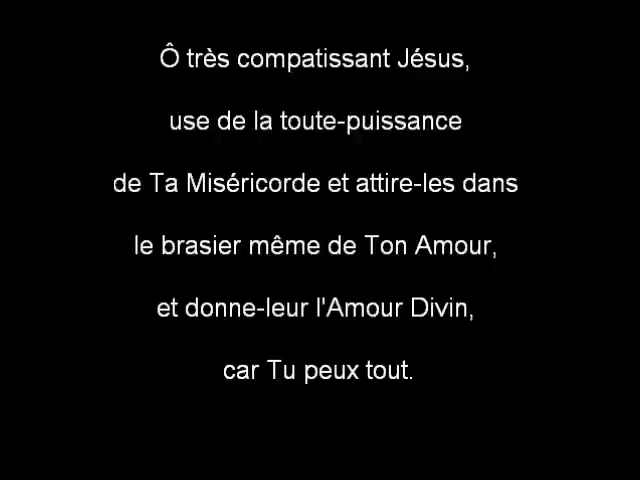 Ô très compatissant Jésus,
use de la toute-puissance
de Ta Miséricorde et attire-les dans
le brasier même de Ton Amour,
et donne-leur l'Amour Divin,
car Tu peux tout.